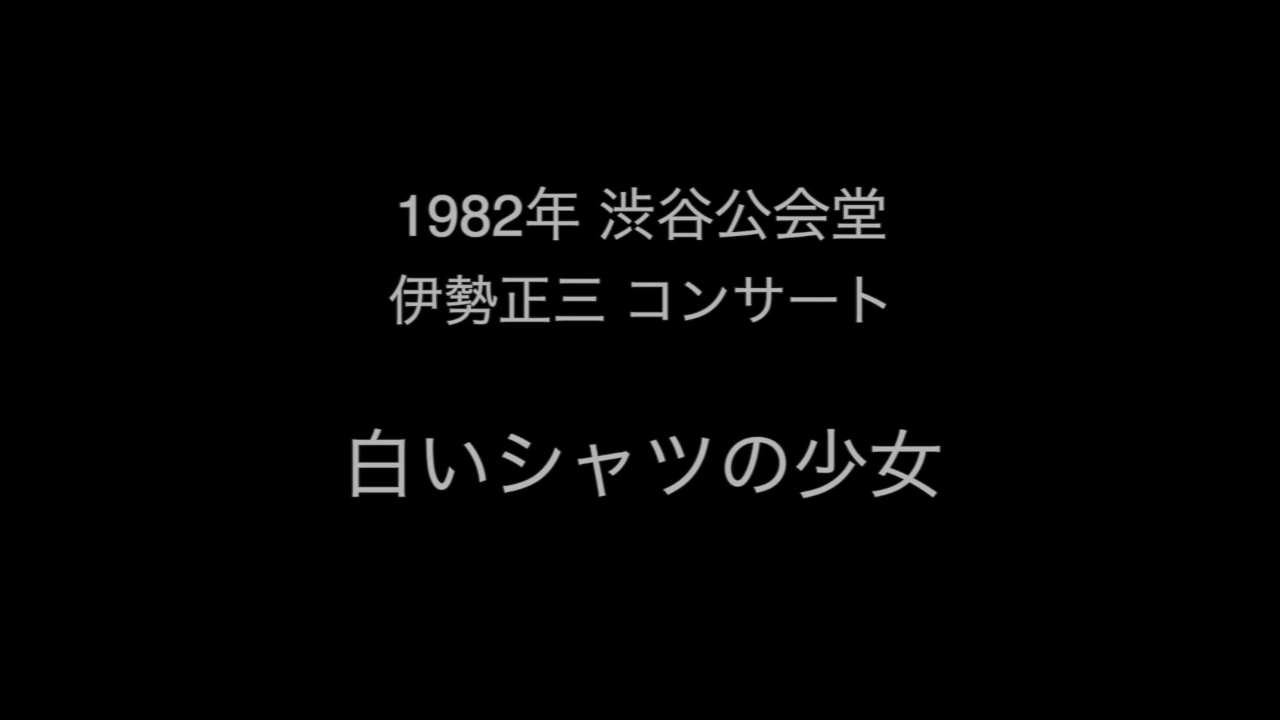 1982年 渋谷公会堂
伊勢正三 コンサート
白いシャツの少女